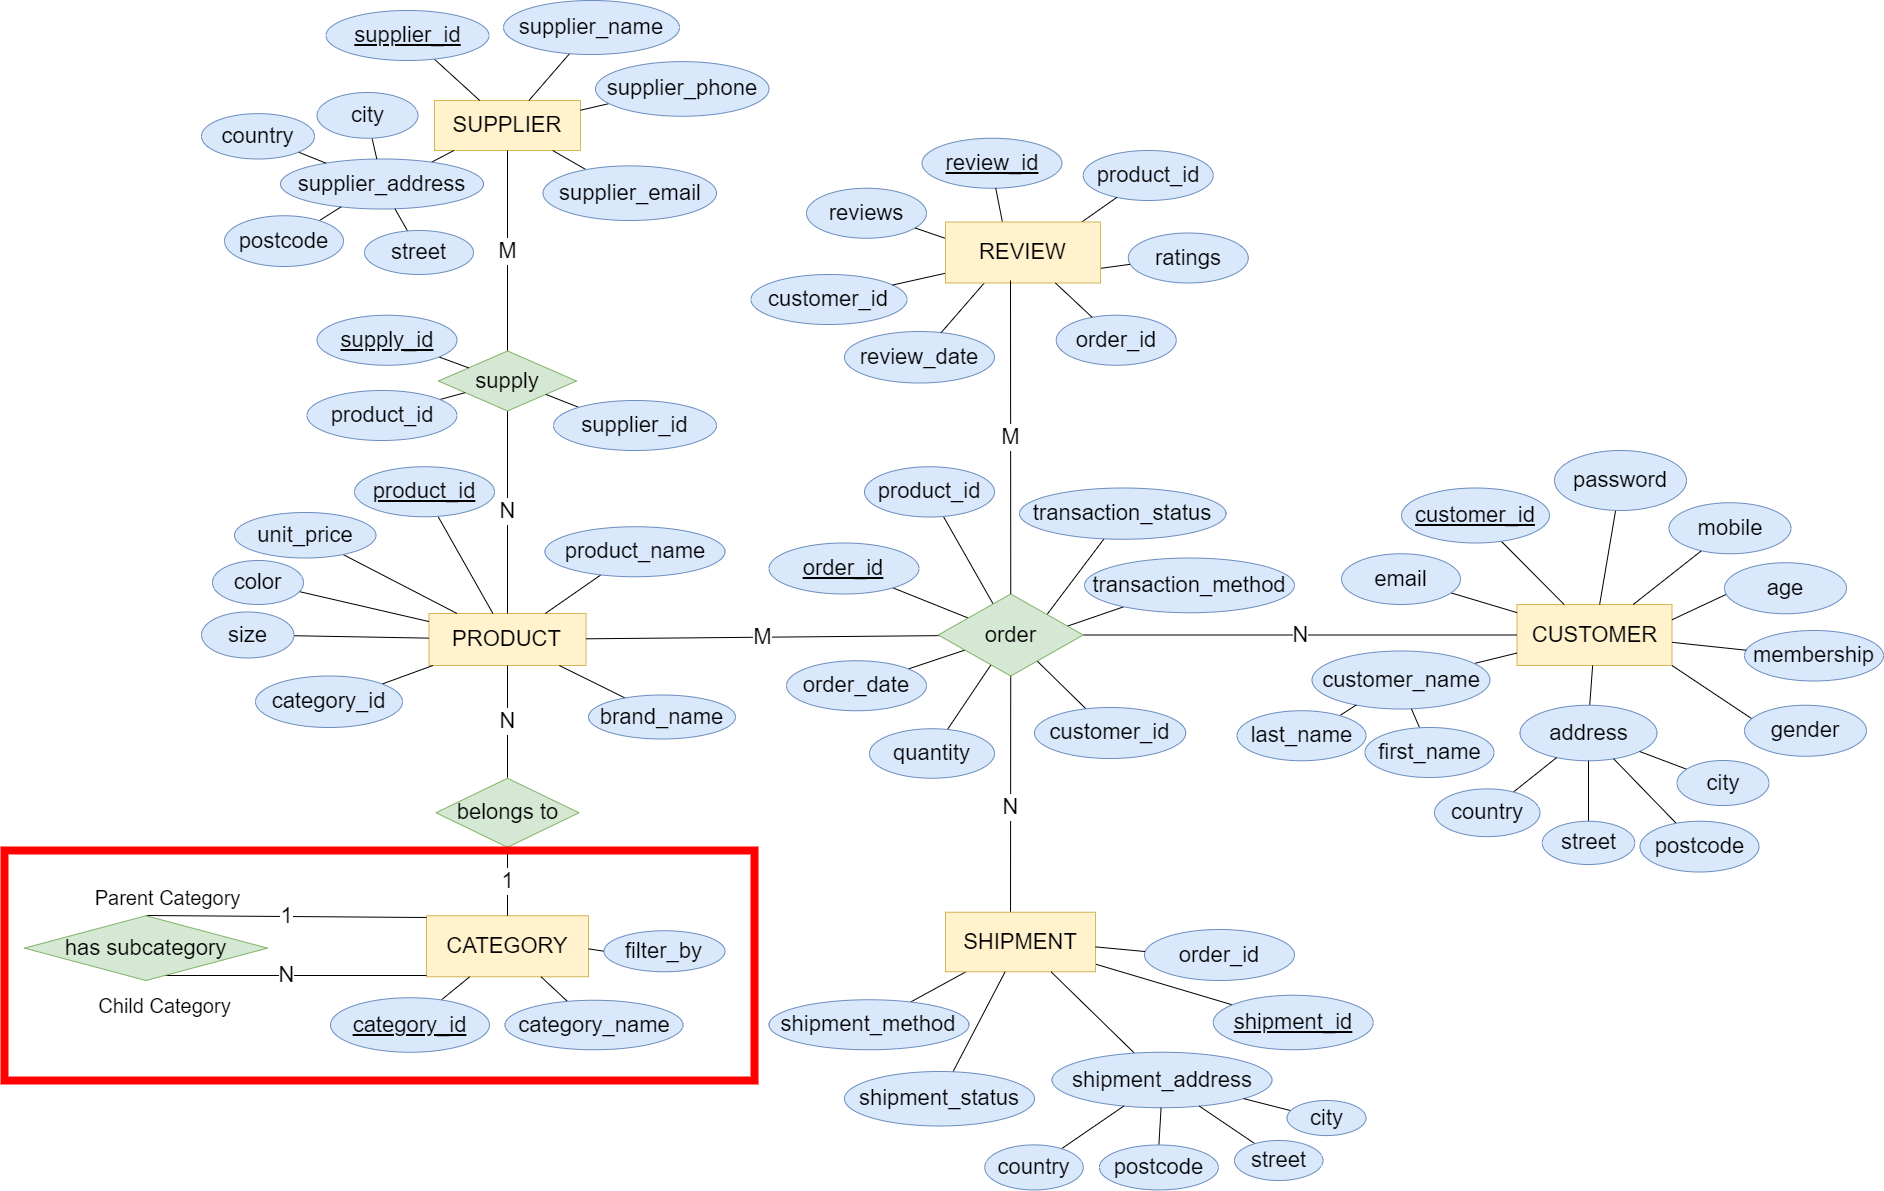 supplier_id
supplier_name
supplier_phone
city
country
SUPPLIER
supplier_address
supplier_email
postcode
street
M
supply_id
supply
product_id
supplier_id
N
product_id
unit_price
product_name
color
size
PRODUCT
category_id
brand_name
N
belongs to
1
Parent Category
1
has subcategory
CATEGORY
filter_by
N
Child Category
category_id
category_name
review_id
product_id
reviews
REVIEW
ratings
customer_id
review_date
order_id
M
product_id
transaction_status
order_id
transaction_method
M
order
N
order_date
customer_id
quantity
N
password
customer_id
mobile
email
age
CUSTOMER
membership
customer_name
last_name
first_name
address
gender
city
country
street
postcode
SHIPMENT
order_id
shipment_method
shipment_id
shipment_status
shipment_address
city
country
postcode
street